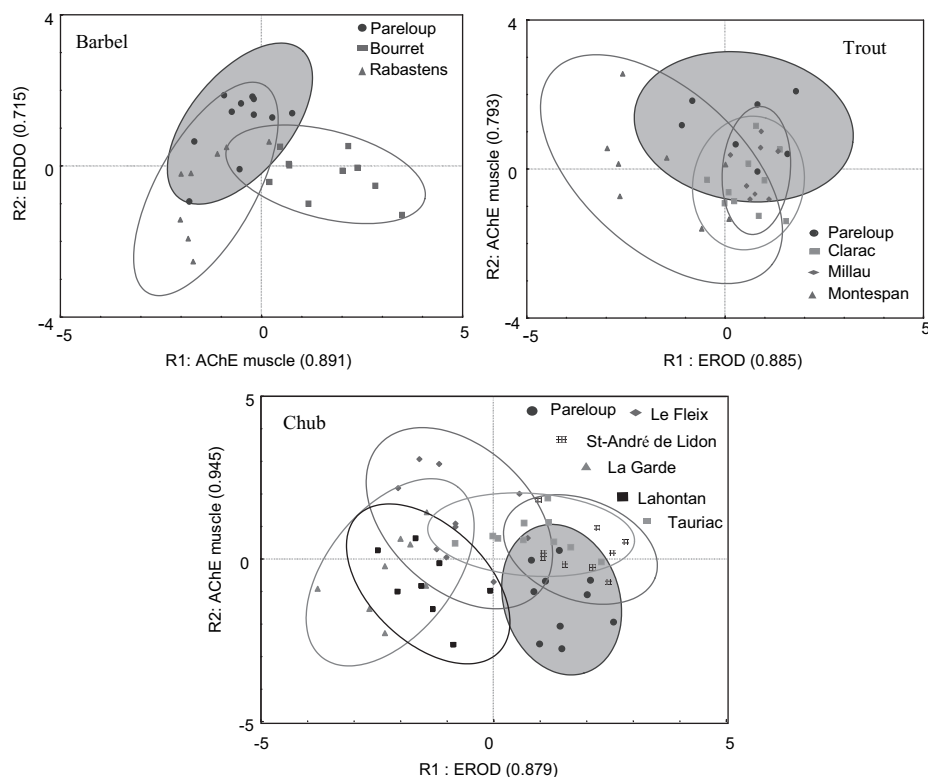 Barbel
Pareloup
Bourret
Rabastens
R2: ERDO (0.715)
4
0
-4
-5
0
5
R1: AChE muscle (0.891)
Trout
Pareloup
Clarac
Millau
Montespan
R2: AChE muscle (0.793)
4
0
-4
-5
0
5
R1 : EROD (0.885)
Chub
Pareloup
Le Fleix
St-André de Lidon
La Garde
Lahontan
Tauriac
R2: AChE muscle (0.945)
5
0
-5
-5
0
5
R1 : EROD (0.879)